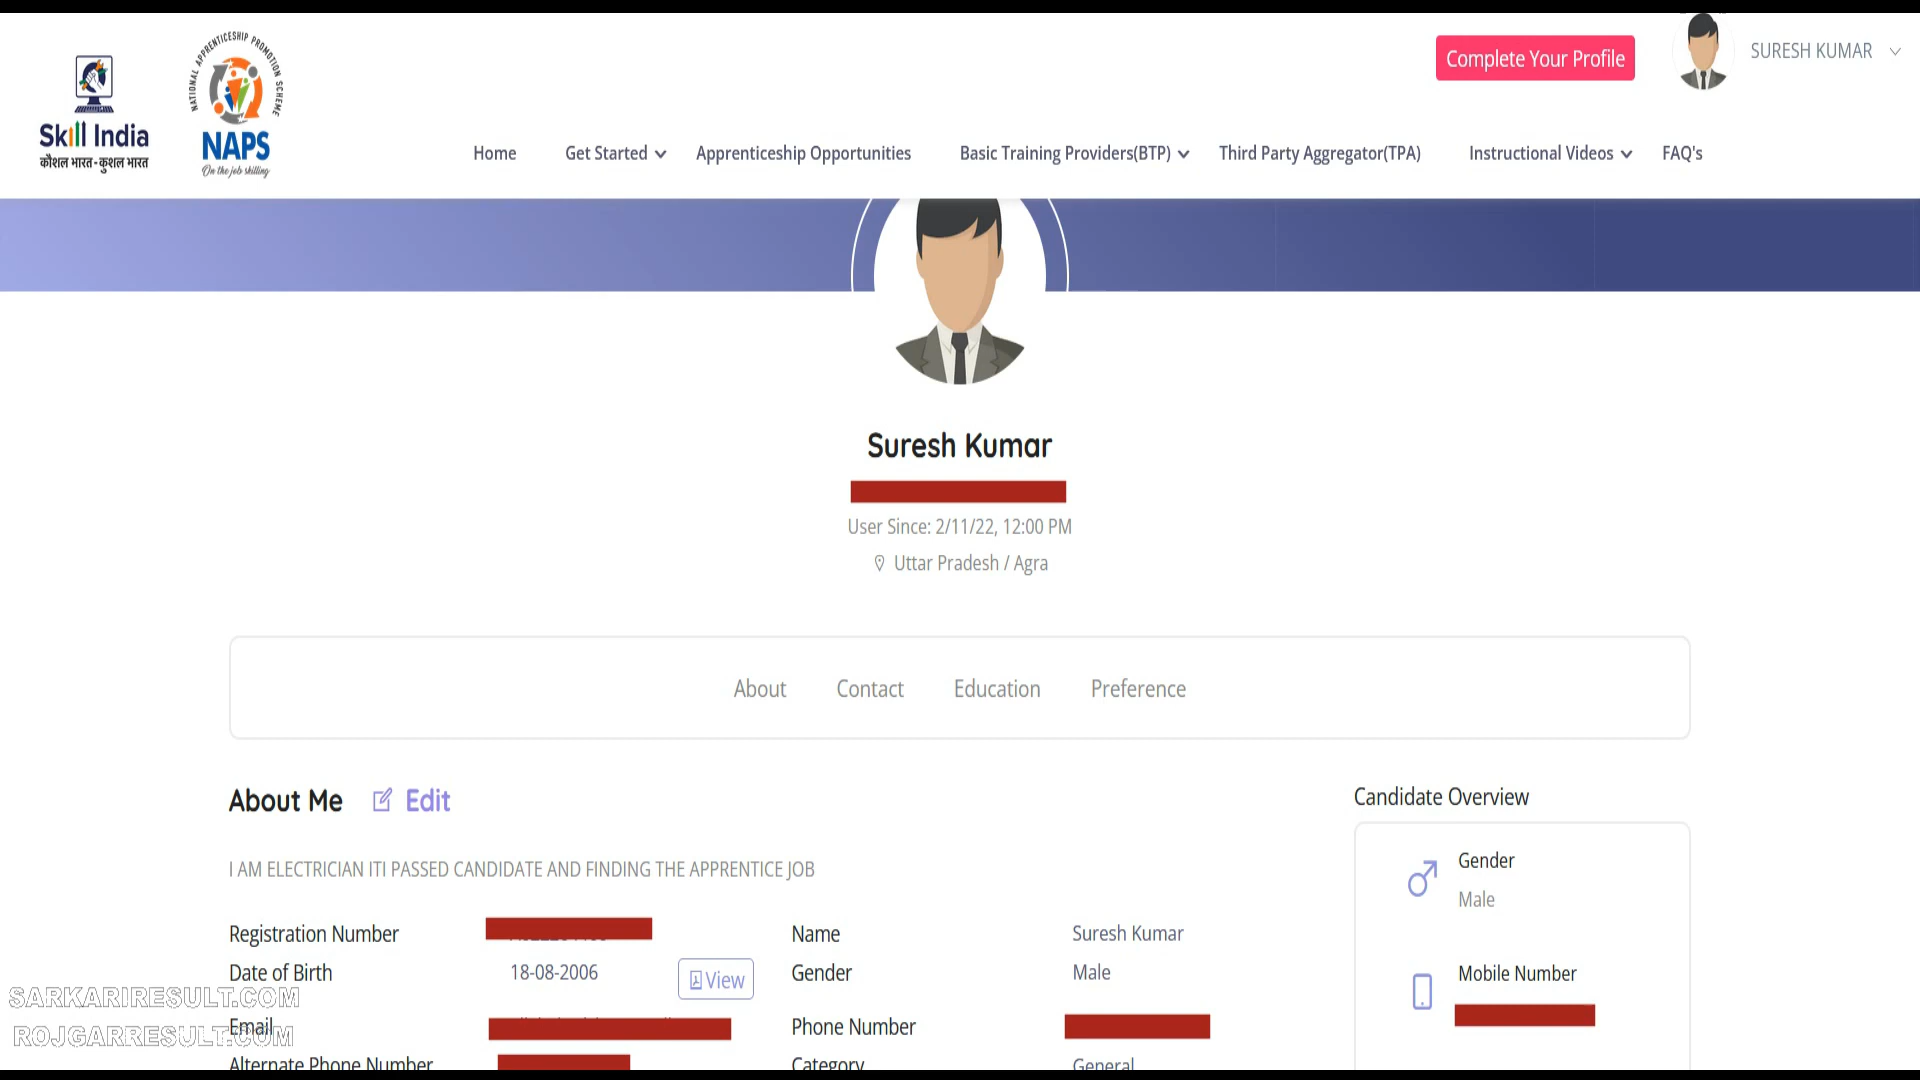 Complete Your Profile
SURESH KUMAR
NATIONAL APPRENTICESHIP PROMOTION SCHEME
Skill India
कौशल भारत-कुशल भारत
NAPS
On the job skilling
Home
Get Started
Apprenticeship Opportunities
Basic Training Providers(BTP)
Third Party Aggregator(TPA)
Instructional Videos
FAQ's
Suresh Kumar
User Since: 2/11/22, 12:00 PM
Uttar Pradesh / Agra
About
Contact
Education
Preference
About Me
Edit
I AM ELECTRICIAN ITI PASSED CANDIDATE AND FINDING THE APPRENTICE JOB
Registration Number
Name
Suresh Kumar
Date of Birth
18-08-2006
View
Gender
Male
Email
Phone Number
Alternate Phone Number
Category
General
Candidate Overview
Gender
Male
Mobile Number
SARKARIRESULT.COM
ROJGARRESULT.COM